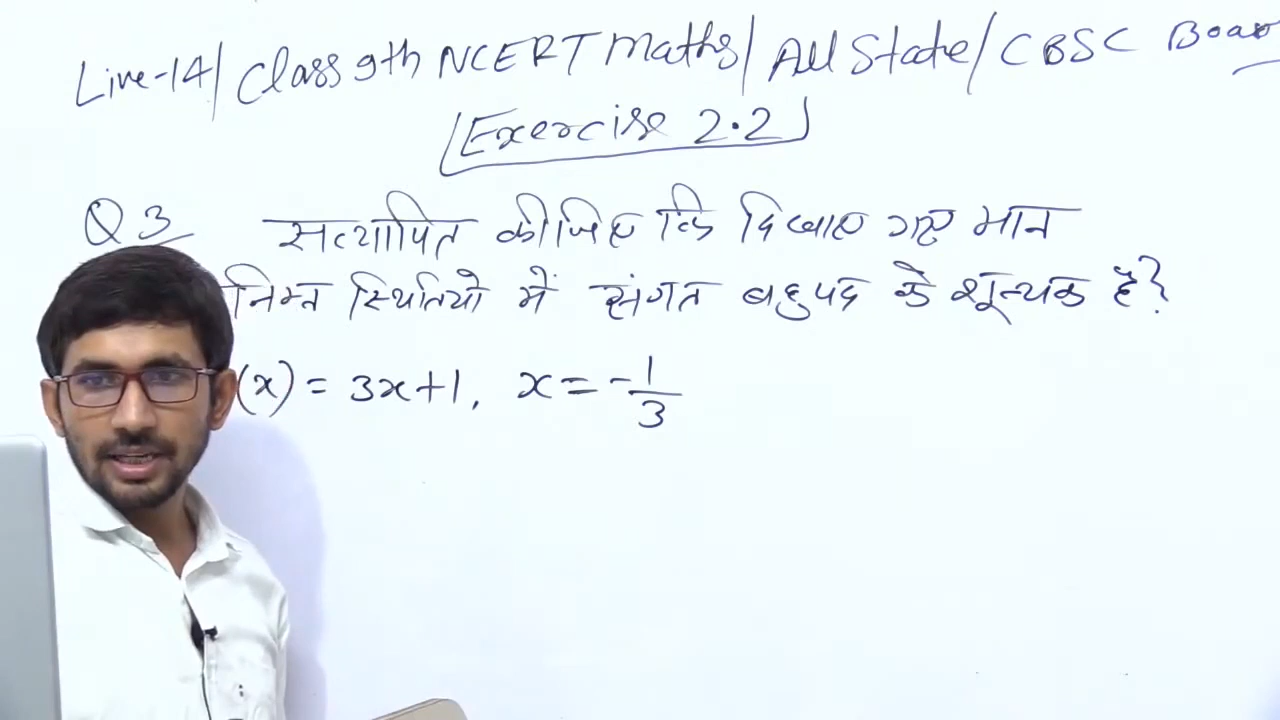 Live-14/ Class 9th NCERT Maths/ All State/ CBSC Boar
Exercise 2.2
Q 3 सत्यापित कीजिए कि दिखाए गए मान
निम्न स्थितियो में संगत बहुपद के शून्यक है?
(x) = 3x+1, x = -1/3